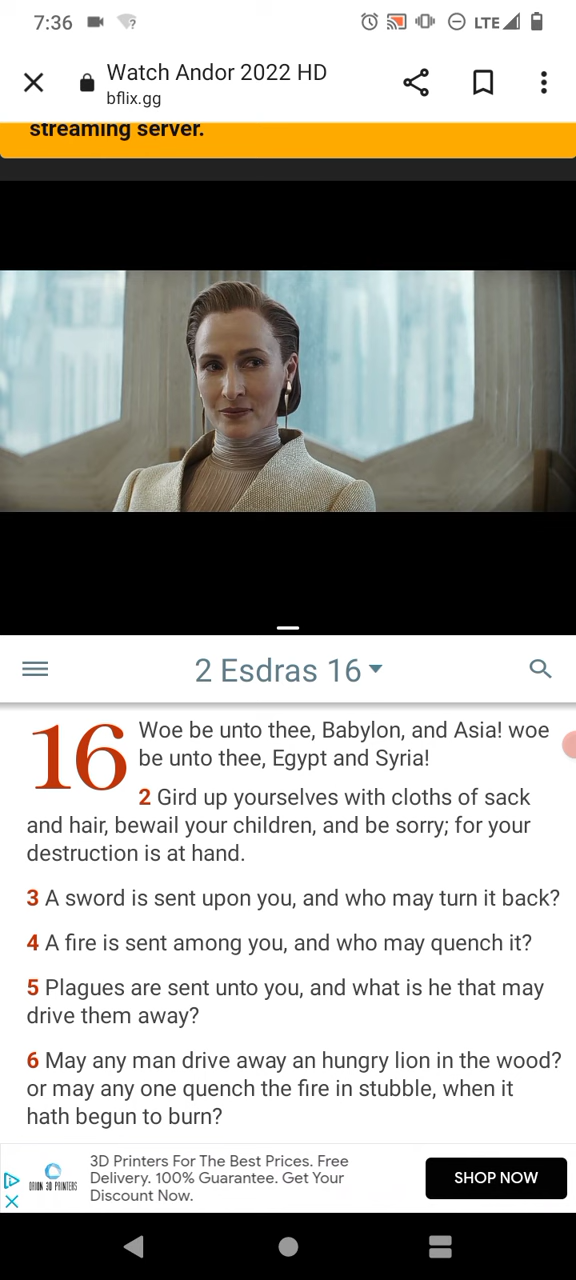 7:36
?
LTE
Watch Andor 2022 HD
bflix.gg
streaming server.
2 Esdras 16
16 Woe be unto thee, Babylon, and Asia! woe
be unto thee, Egypt and Syria!
2 Gird up yourselves with cloths of sack
and hair, bewail your children, and be sorry; for your
destruction is at hand.
3 A sword is sent upon you, and who may turn it back?
4 A fire is sent among you, and who may quench it?
5 Plagues are sent unto you, and what is he that may
drive them away?
6 May any man drive away an hungry lion in the wood?
or may any one quench the fire in stubble, when it
hath begun to burn?
ORION 3D PRINTERS
3D Printers For The Best Prices. Free
Delivery. 100% Guarantee. Get Your
Discount Now.
SHOP NOW